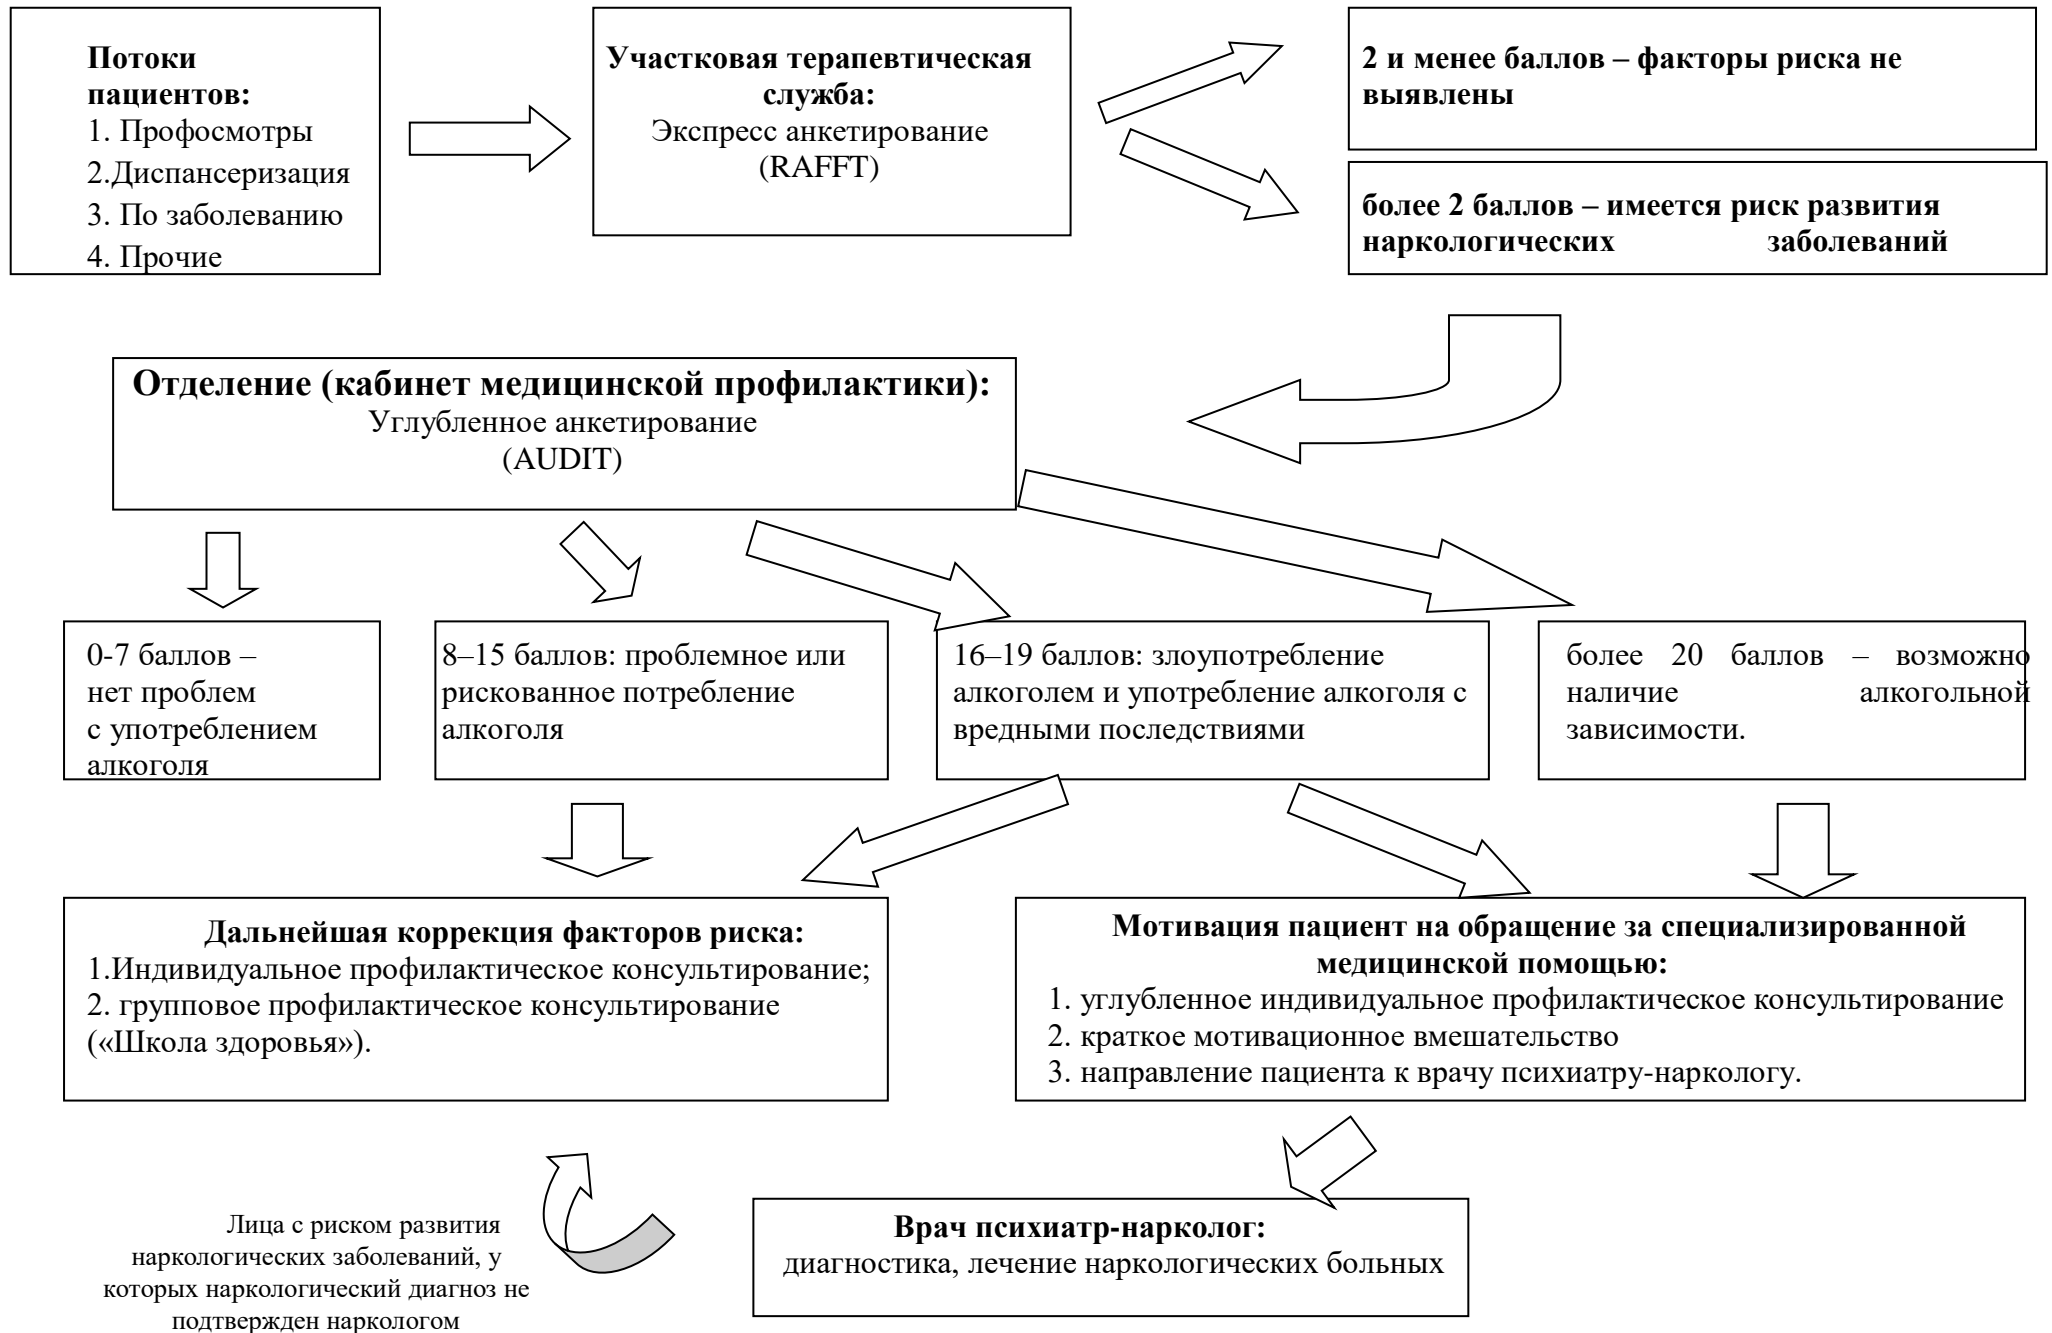 Потоки
пациентов:
1. Профосмотры
2.Диспансеризация
3. По заболеванию
4. Прочие
Участковая терапевтическая
служба:
Экспресс анкетирование
(RAFFT)
2 и менее баллов – факторы риска не
выявлены
более 2 баллов – имеется риск развития
наркологических заболеваний
Отделение (кабинет медицинской профилактики):
Углубленное анкетирование
(AUDIT)
0-7 баллов –
нет проблем
с употреблением
алкоголя
8–15 баллов: проблемное или
рискованное потребление
алкоголя
16–19 баллов: злоупотребление
алкоголем и употребление алкоголя с
вредными последствиями
более 20 баллов – возможно
наличие алкогольной
зависимости.
Дальнейшая коррекция факторов риска:
1.Индивидуальное профилактическое консультирование;
2. групповое профилактическое консультирование
(«Школа здоровья»).
Мотивация пациент на обращение за специализированной
медицинской помощью:
1. углубленное индивидуальное профилактическое консультирование
2. краткое мотивационное вмешательство
3. направление пациента к врачу психиатру-наркологу.
Лица с риском развития
наркологических заболеваний, у
которых наркологический диагноз не
подтвержден наркологом
Врач психиатр-нарколог:
диагностика, лечение наркологических больных